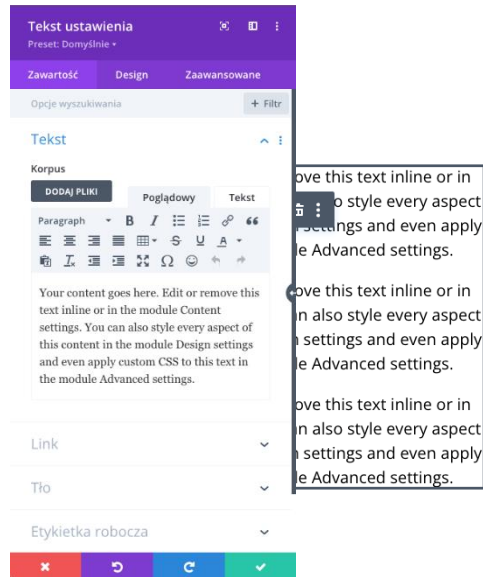 Tekst ustawienia
Preset: Domyślnie
Zawartość Design Zaawansowane
Opcje wyszukiwania + Filtr
Tekst
Korpus
DODAJ PLIKI Poglądowy Tekst
Paragraph B I
S U A
Ix Ω
Your content goes here. Edit or remove this
text inline or in the module Content
settings. You can also style every aspect of
this content in the module Design settings
and even apply custom CSS to this text in
the module Advanced settings.
Link
Tło
Etykietka robocza
ove this text inline or in
o style every aspect
settings and even apply
le Advanced settings.
ove this text inline or in
n also style every aspect
settings and even apply
le Advanced settings.
ove this text inline or in
n also style every aspect
settings and even apply
le Advanced settings.